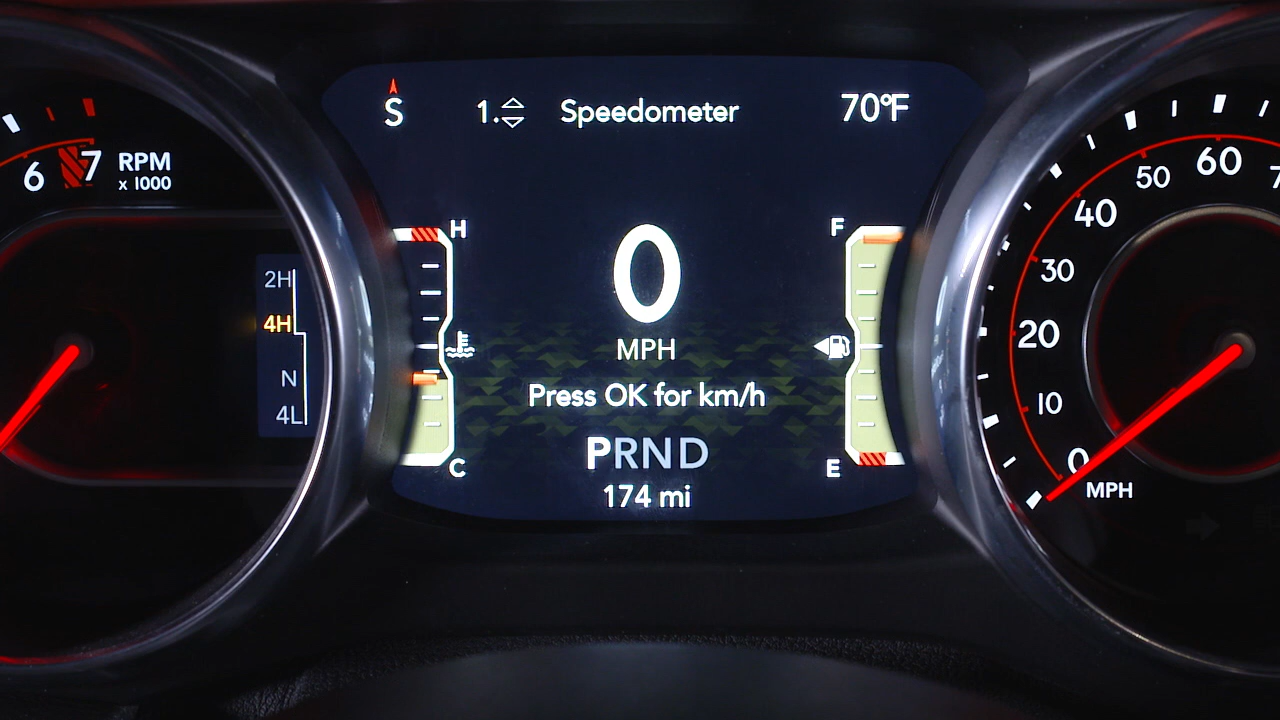 S 1. Speedometer 70°F
6 7 RPM
x 1000
H
F
2H
4H
N
4L
C
E
0
MPH
Press OK for km/h
PRND
174 mi
0
10
20
30
40
50
60
MPH